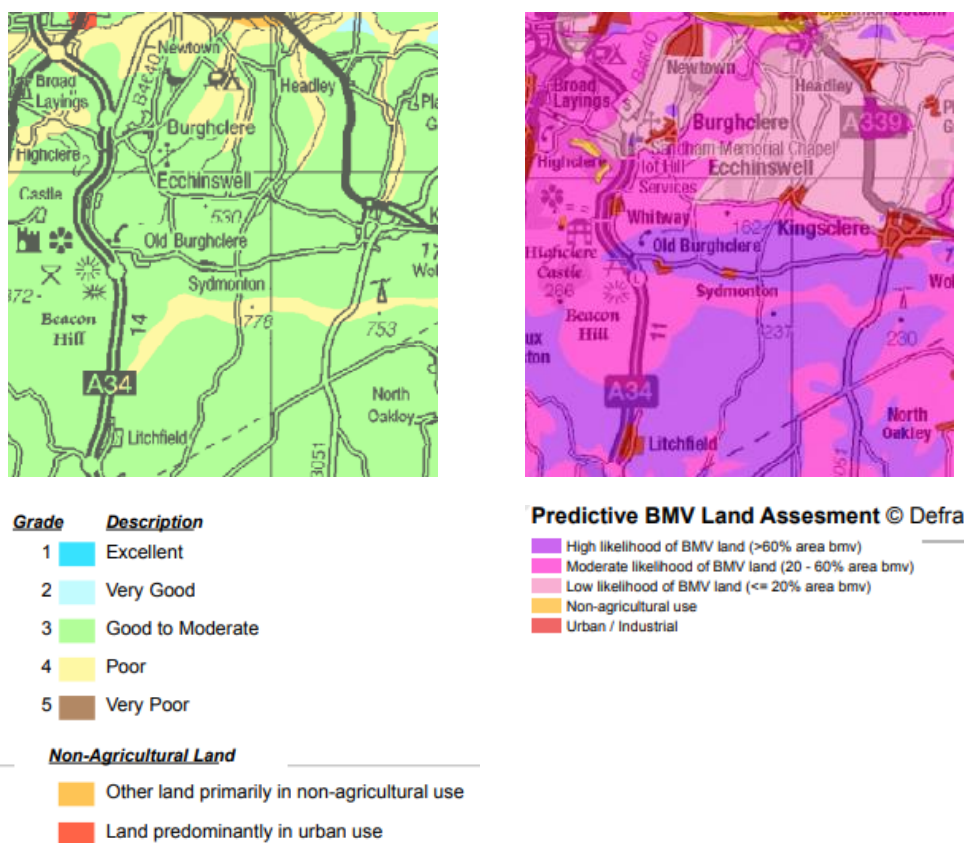 Newtown
B4640
Broad
Layings
Headley
Burghclere
Highclere
Ecchinswell
Castle
530
Old Burghclere
Sydmonton
Beacon
Hill
14
776
753
A34
North
Oakley
Litchfield
3051
Grade Description
1 Excellent
2 Very Good
3 Good to Moderate
4 Poor
5 Very Poor
Non-Agricultural Land
Other land primarily in non-agricultural use
Land predominantly in urban use
Newtown
Broad
Layings
Headley
A339
Burghclere
Sandham Memorial Chapel
Highclere
Tot Hill
Services
Ecchinswell
Whitway
162
Kingsclere
Old Burghclere
Highclere
Castle
266
Sydmonton
Beacon
Hill
237
230
A34
North
Oakley
Litchfield
Predictive BMV Land Assesment © Defra
High likelihood of BMV land (>60% area bmv)
Moderate likelihood of BMV land (20 - 60% area bmv)
Low likelihood of BMV land (<= 20% area bmv)
Non-agricultural use
Urban / Industrial